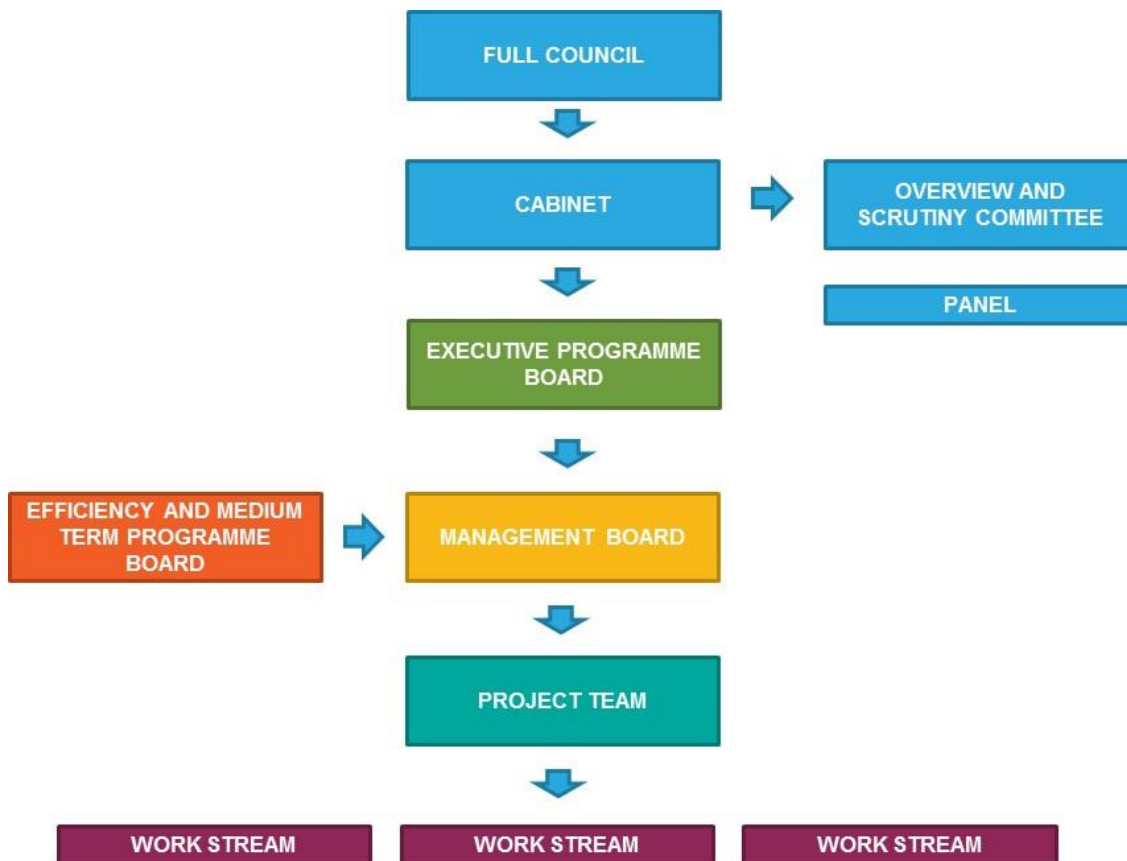 FULL COUNCIL
CABINET
OVERVIEW AND
SCRUTINY COMMITTEE
PANEL
EXECUTIVE PROGRAMME
BOARD
EFFICIENCY AND MEDIUM
TERM PROGRAMME
BOARD
MANAGEMENT BOARD
PROJECT TEAM
WORK STREAM
WORK STREAM
WORK STREAM